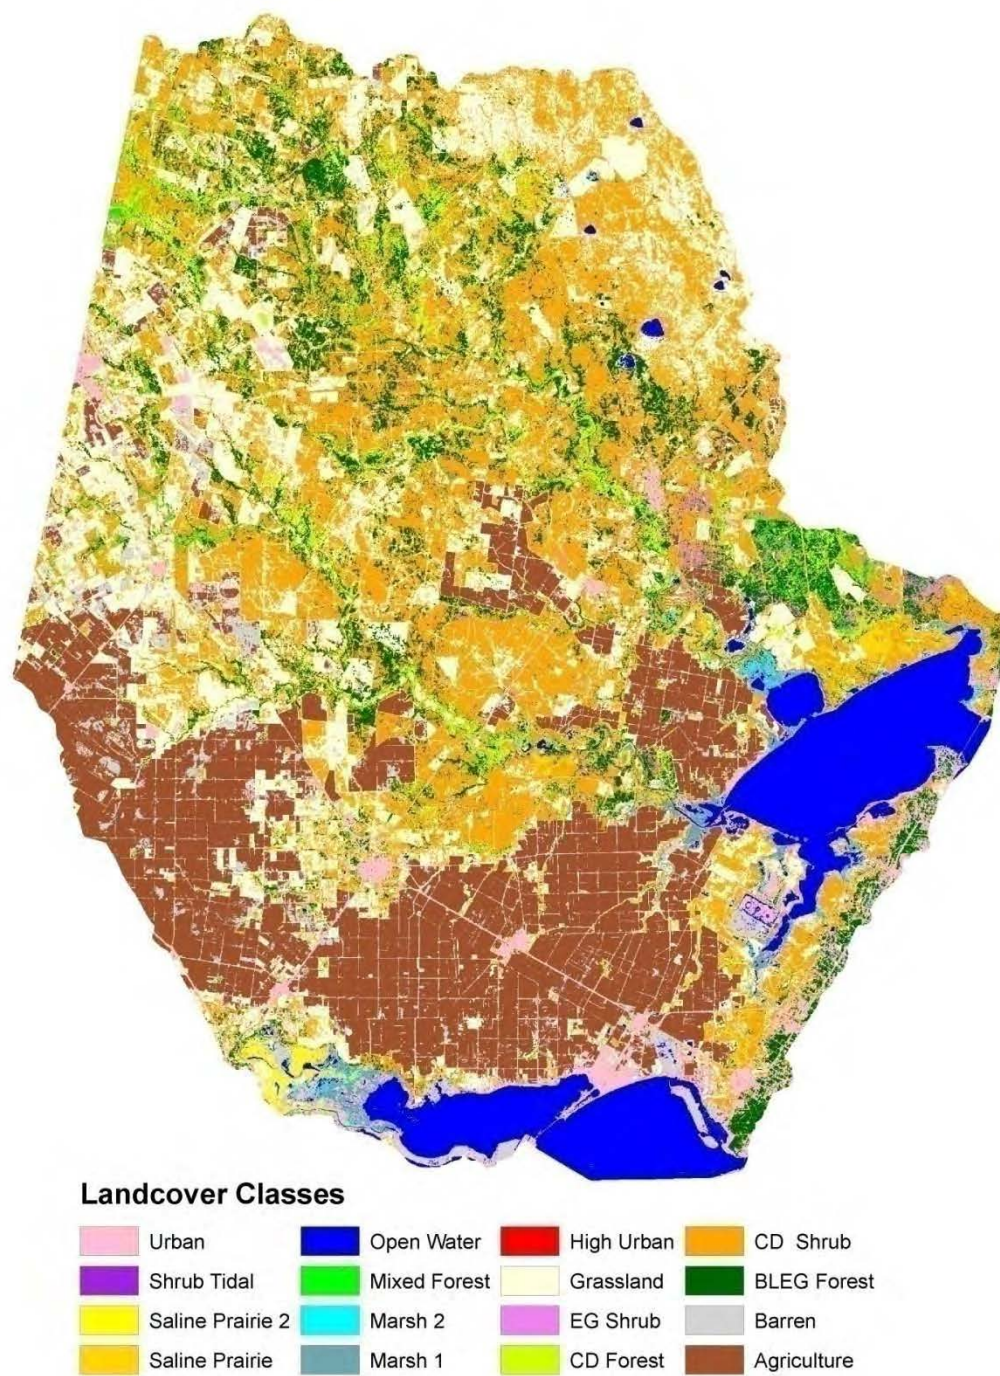 Landcover Classes
Urban Open Water High Urban CD Shrub
Shrub Tidal Mixed Forest Grassland BLEG Forest
Saline Prairie 2 Marsh 2 EG Shrub Barren
Saline Prairie Marsh 1 CD Forest Agriculture